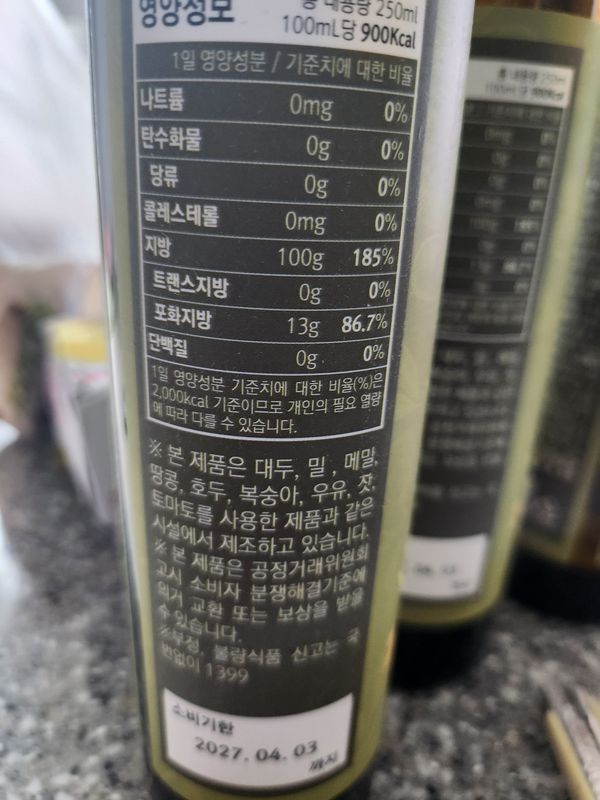 영양정보
총 내용량 250ml
100mL당 900Kcal
1일 영양성분 / 기준치에 대한 비율
나트륨 0mg 0%
탄수화물 0g 0%
당류 0g 0%
콜레스테롤 0mg 0%
지방 100g 185%
트랜스지방 0g 0%
포화지방 13g 86.7%
단백질 0g 0%
1일 영양성분 기준치에 대한 비율(%)은
2,000kcal 기준이므로 개인의 필요 열량
에 따라 다를 수 있습니다.
※ 본 제품은 대두, 밀, 메밀,
땅콩, 호두, 복숭아, 우유, 잣,
토마토를 사용한 제품과 같은
시설에서 제조하고 있습니다.
※ 본 제품은 공정거래위원회
고시 소비자 분쟁해결기준에
의거 교환 또는 보상을 받을
수 있습니다.
※부정, 불량식품 신고는 국
번없이 1399
소비기한
2027. 04. 03
까지